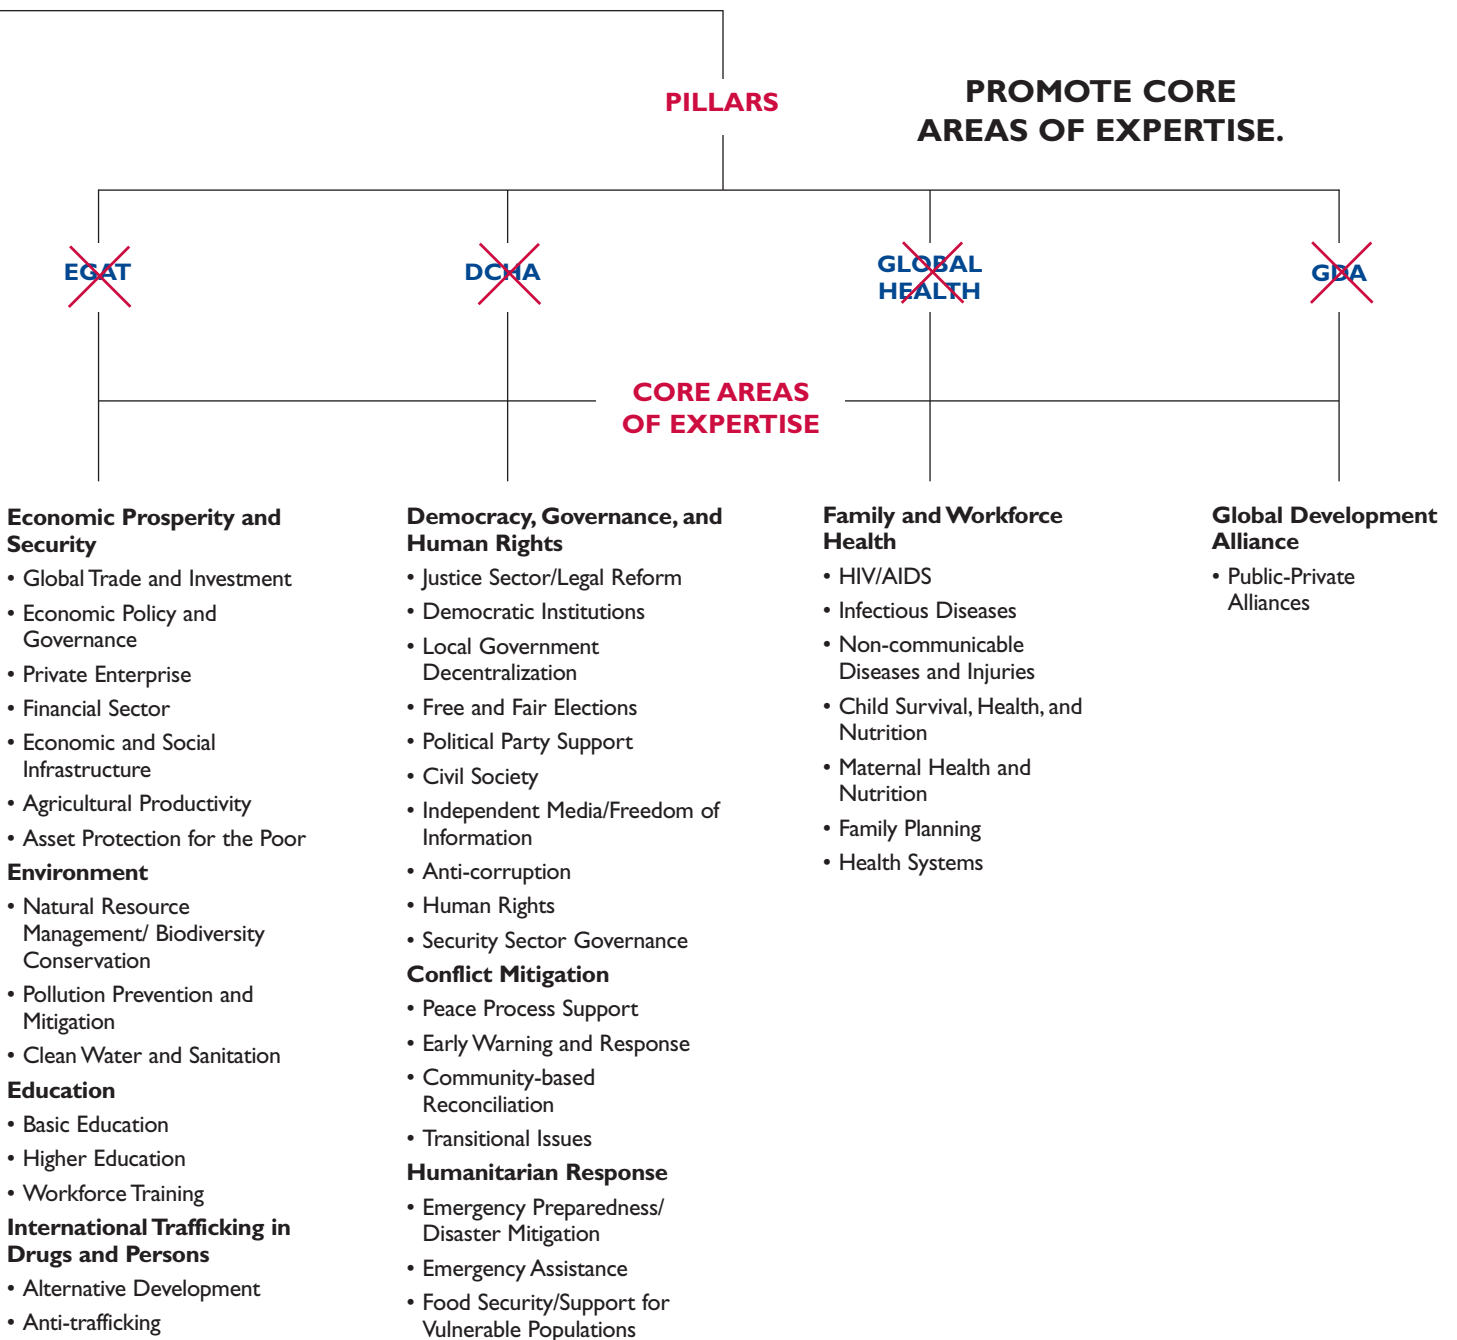 PILLARS
PROMOTE CORE
AREAS OF EXPERTISE.
EGAT
DCHA
GLOBAL
HEALTH
GDA
CORE AREAS
OF EXPERTISE
Economic Prosperity and
Security
• Global Trade and Investment
• Economic Policy and
Governance
• Private Enterprise
• Financial Sector
• Economic and Social
Infrastructure
• Agricultural Productivity
• Asset Protection for the Poor
Environment
• Natural Resource
Management/ Biodiversity
Conservation
• Pollution Prevention and
Mitigation
• Clean Water and Sanitation
Education
• Basic Education
• Higher Education
• Workforce Training
International Trafficking in
Drugs and Persons
• Alternative Development
• Anti-trafficking
Democracy, Governance, and
Human Rights
• Justice Sector/Legal Reform
• Democratic Institutions
• Local Government
Decentralization
• Free and Fair Elections
• Political Party Support
• Civil Society
• Independent Media/Freedom of
Information
• Anti-corruption
• Human Rights
• Security Sector Governance
Conflict Mitigation
• Peace Process Support
• Early Warning and Response
• Community-based
Reconciliation
• Transitional Issues
Humanitarian Response
• Emergency Preparedness/
Disaster Mitigation
• Emergency Assistance
• Food Security/Support for
Vulnerable Populations
Family and Workforce
Health
• HIV/AIDS
• Infectious Diseases
• Non-communicable
Diseases and Injuries
• Child Survival, Health, and
Nutrition
• Maternal Health and
Nutrition
• Family Planning
• Health Systems
Global Development
Alliance
• Public-Private
Alliances